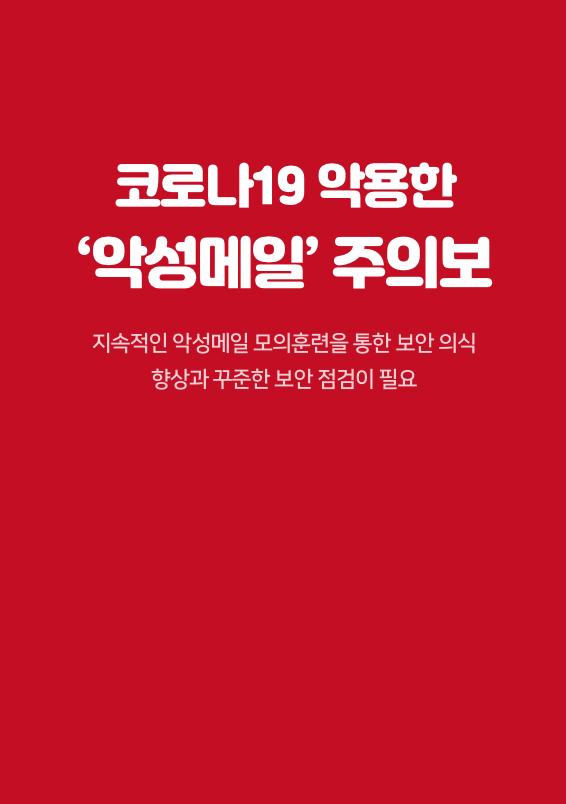 코로나19 악용한
‘악성메일’ 주의보
지속적인 악성메일 모의훈련을 통한 보안 의식
향상과 꾸준한 보안 점검이 필요